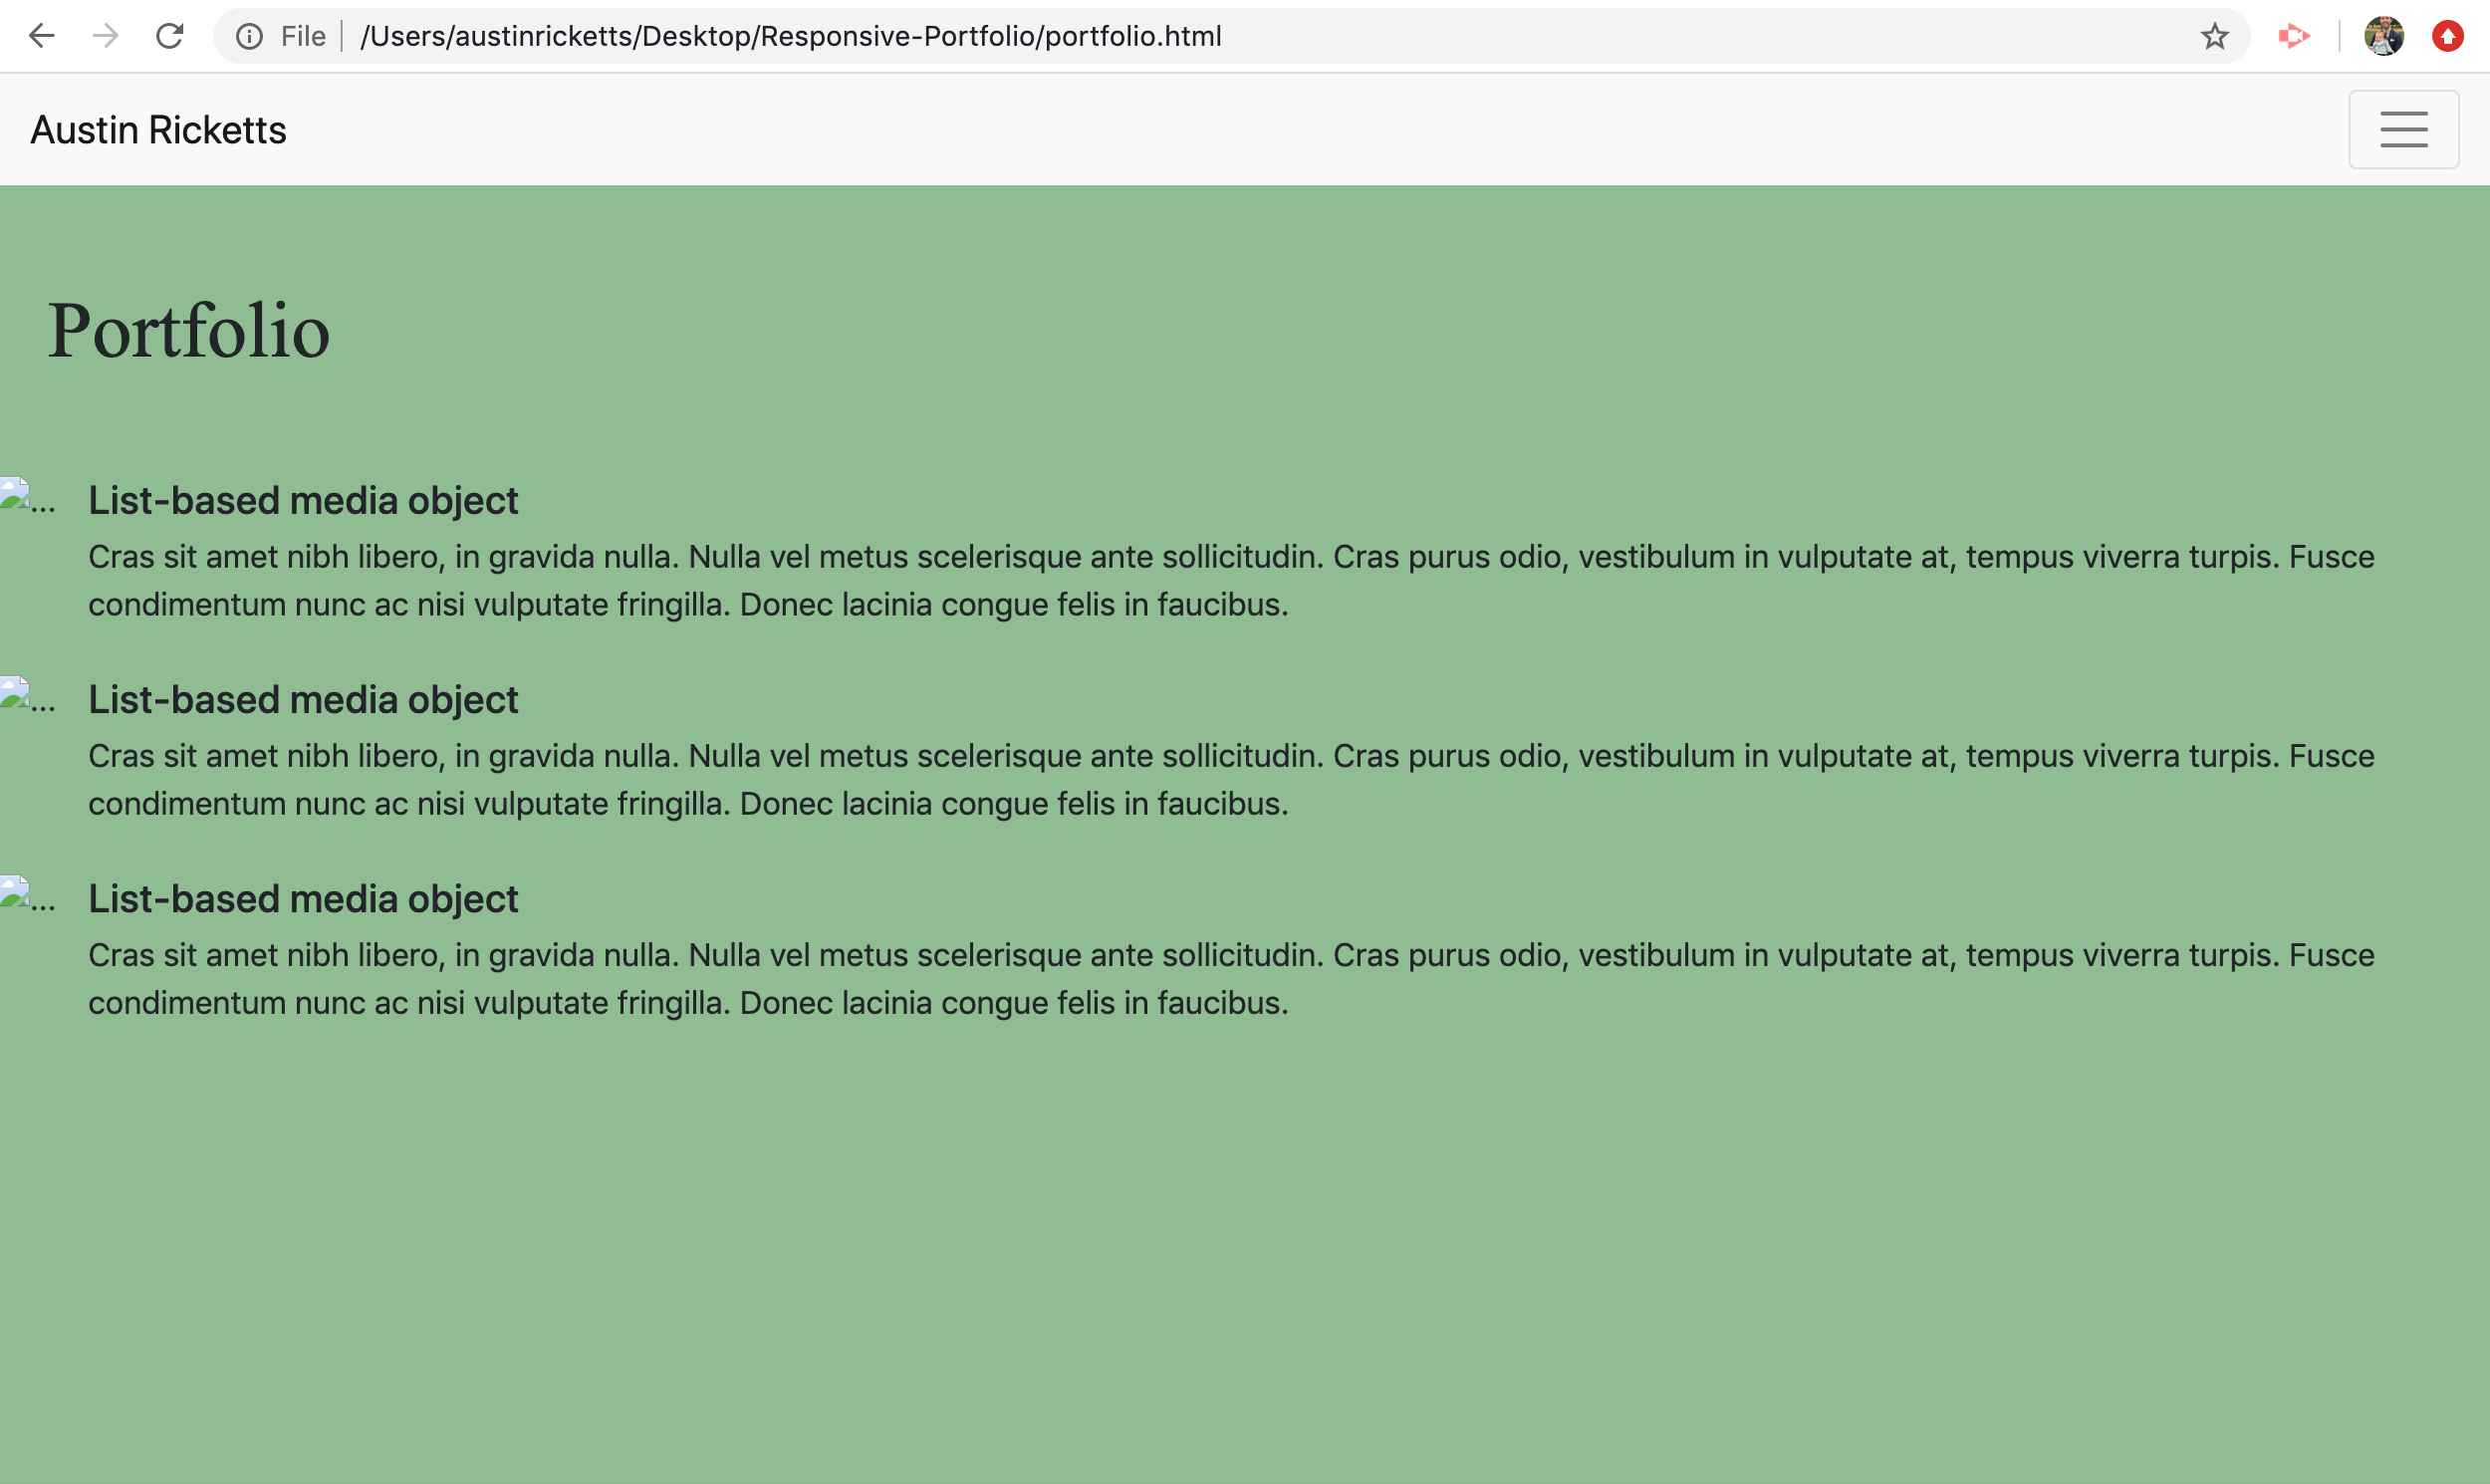 File /Users/austinricketts/Desktop/Responsive-Portfolio/portfolio.html
Austin Ricketts
Portfolio
... List-based media object
Cras sit amet nibh libero, in gravida nulla. Nulla vel metus scelerisque ante sollicitudin. Cras purus odio, vestibulum in vulputate at, tempus viverra turpis. Fusce
condimentum nunc ac nisi vulputate fringilla. Donec lacinia congue felis in faucibus.
... List-based media object
Cras sit amet nibh libero, in gravida nulla. Nulla vel metus scelerisque ante sollicitudin. Cras purus odio, vestibulum in vulputate at, tempus viverra turpis. Fusce
condimentum nunc ac nisi vulputate fringilla. Donec lacinia congue felis in faucibus.
... List-based media object
Cras sit amet nibh libero, in gravida nulla. Nulla vel metus scelerisque ante sollicitudin. Cras purus odio, vestibulum in vulputate at, tempus viverra turpis. Fusce
condimentum nunc ac nisi vulputate fringilla. Donec lacinia congue felis in faucibus.